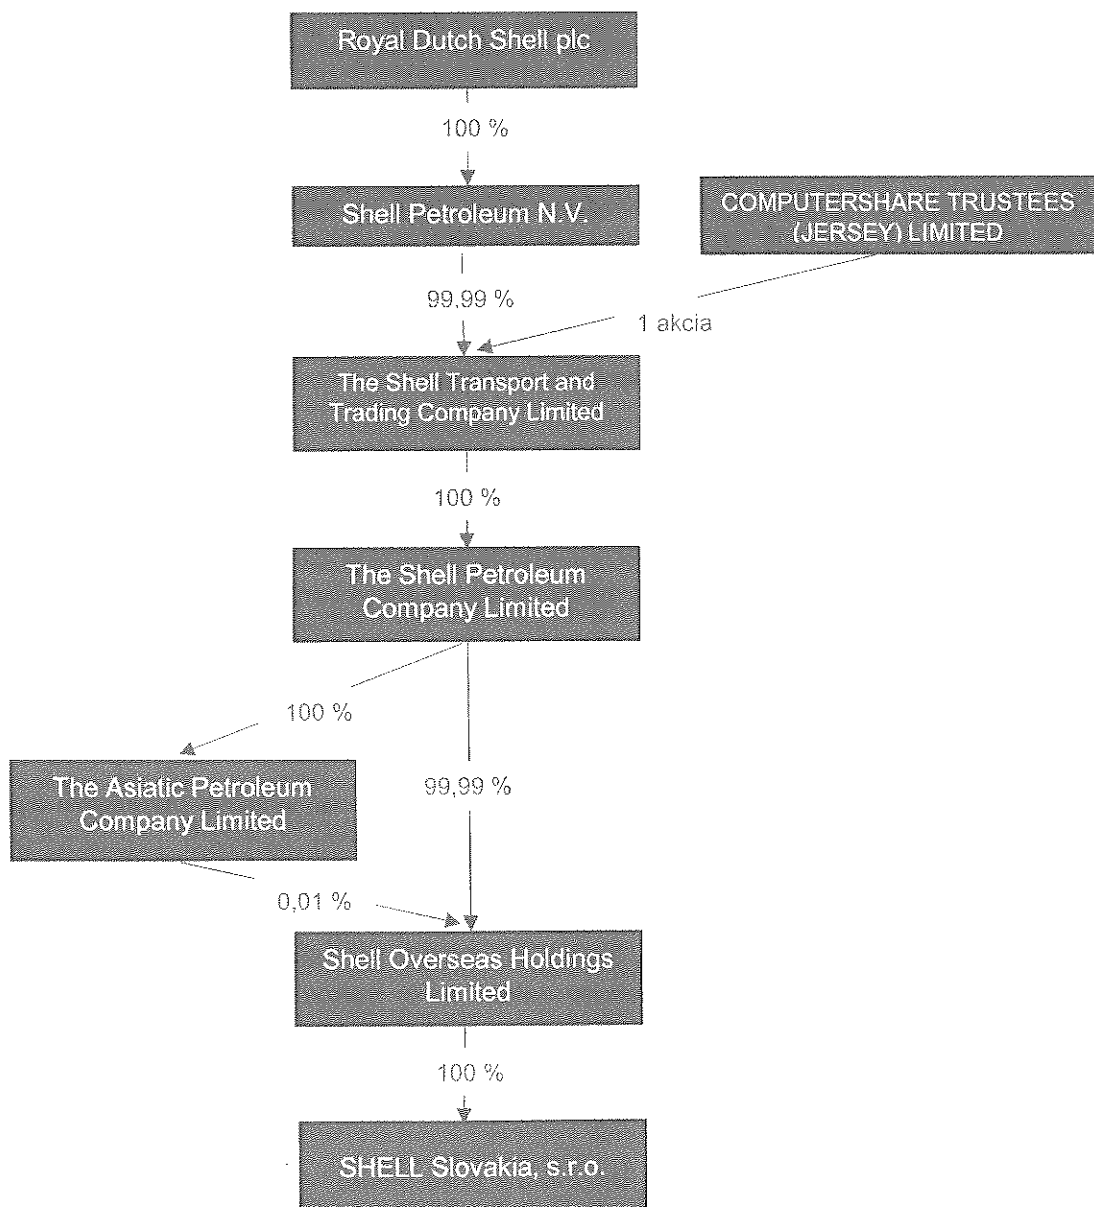 Royal Dutch Shell plc
100 %
Shell Petroleum N.V.
COMPUTERSHARE TRUSTEES
(JERSEY) LIMITED
99,99 %
1 akcia
The Shell Transport and
Trading Company Limited
100 %
The Shell Petroleum
Company Limited
100 %
The Asiatic Petroleum
Company Limited
99,99 %
0,01 %
Shell Overseas Holdings
Limited
100 %
SHELL Slovakia, s.r.o.